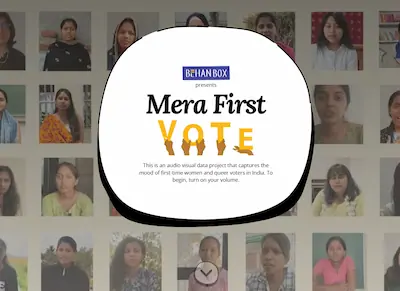 BEHANBOX
presents
Mera First
VOTE
This is an audio visual data project that captures the
mood of first time women and queer voters in India. To
begin, turn on your volume.